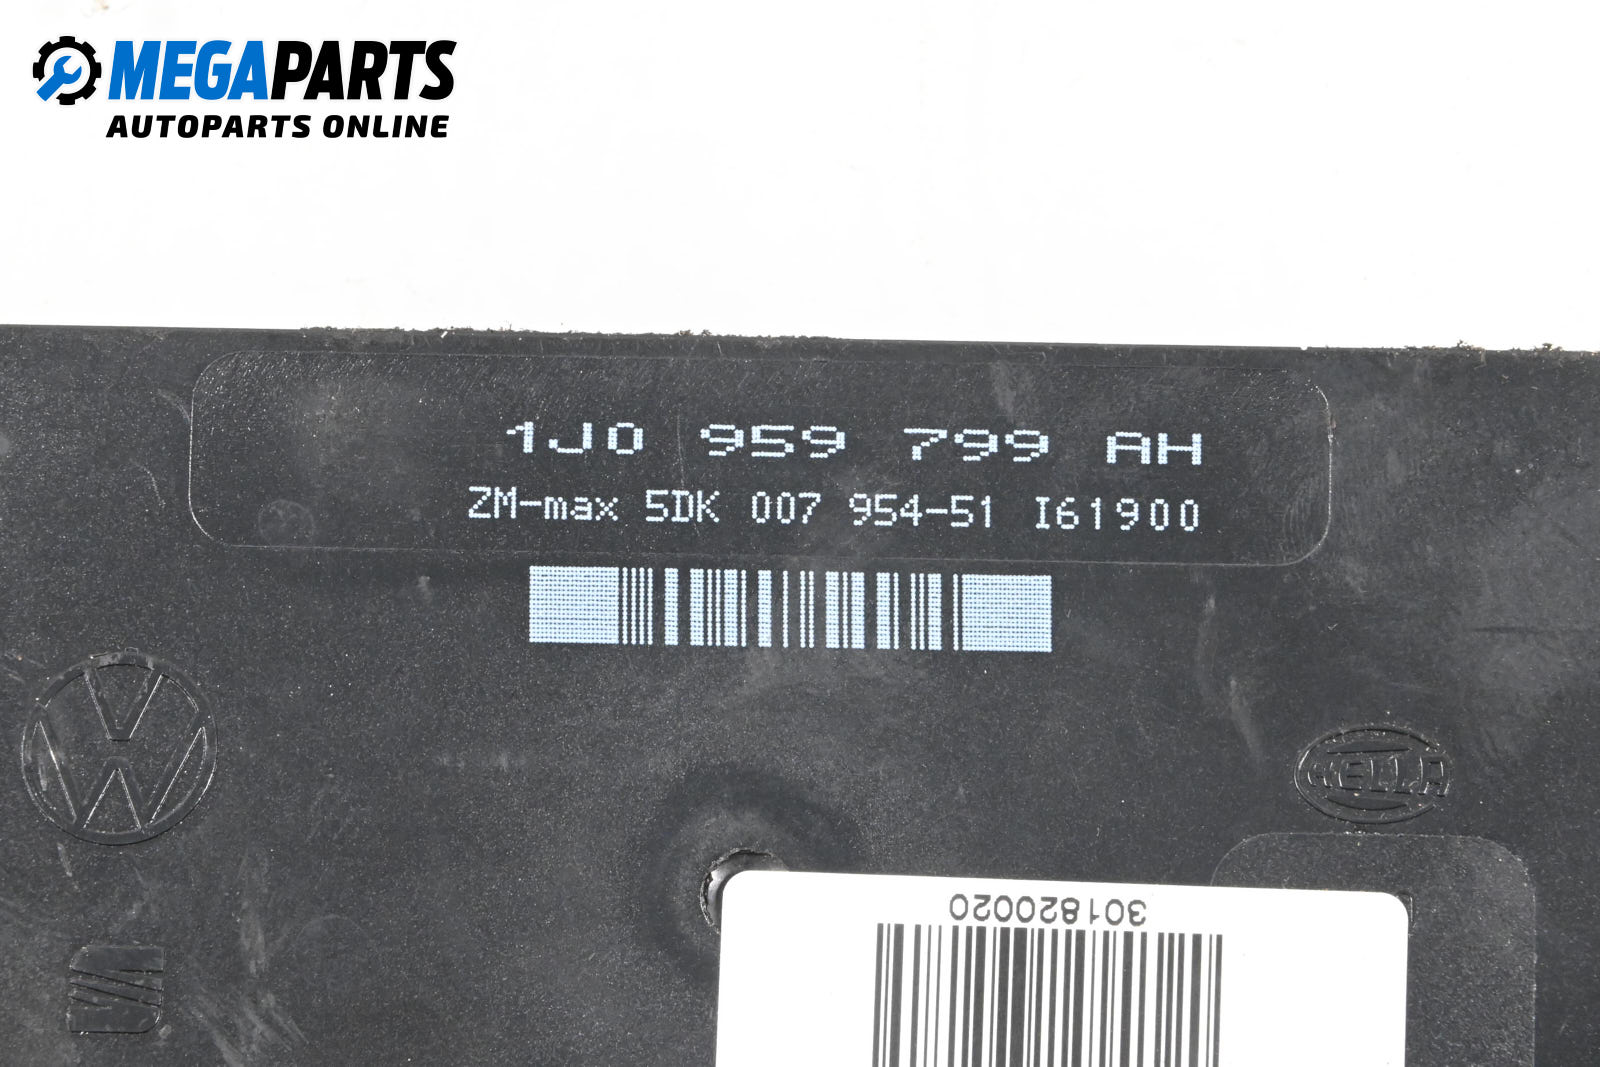 MEGAPARTS
AUTOPARTS ONLINE
1J0 959 799 AH
ZM-max 5DK 007 954-51 I61900
HELLA
301820020